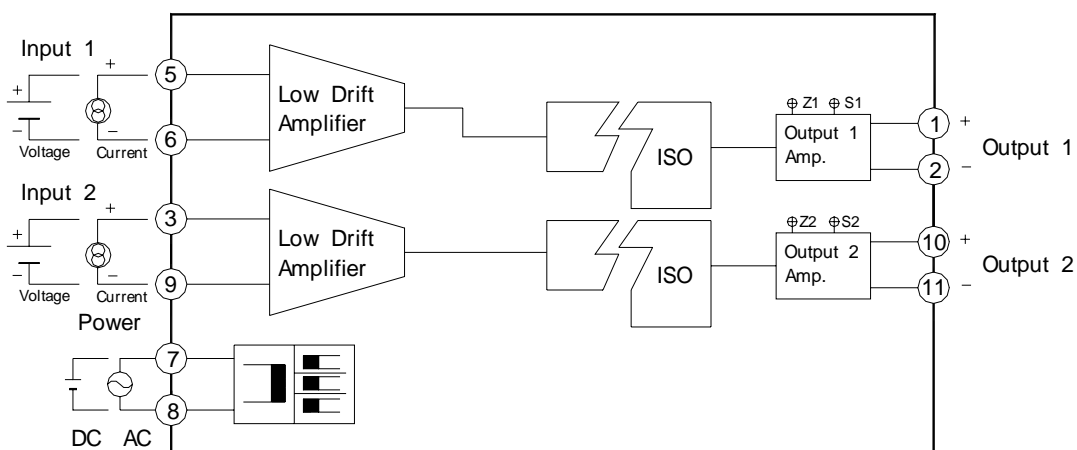 Input 1
+
+
5
−
−
6
Voltage
Current
Low Drift
Amplifier
ISO
Z1
S1
Output 1
Amp.
1
+
2
−
Output 1
Input 2
+
+
3
−
−
9
Voltage
Current
Low Drift
Amplifier
ISO
Z2
S2
Output 2
Amp.
10
+
11
−
Output 2
Power
7
8
DC
AC